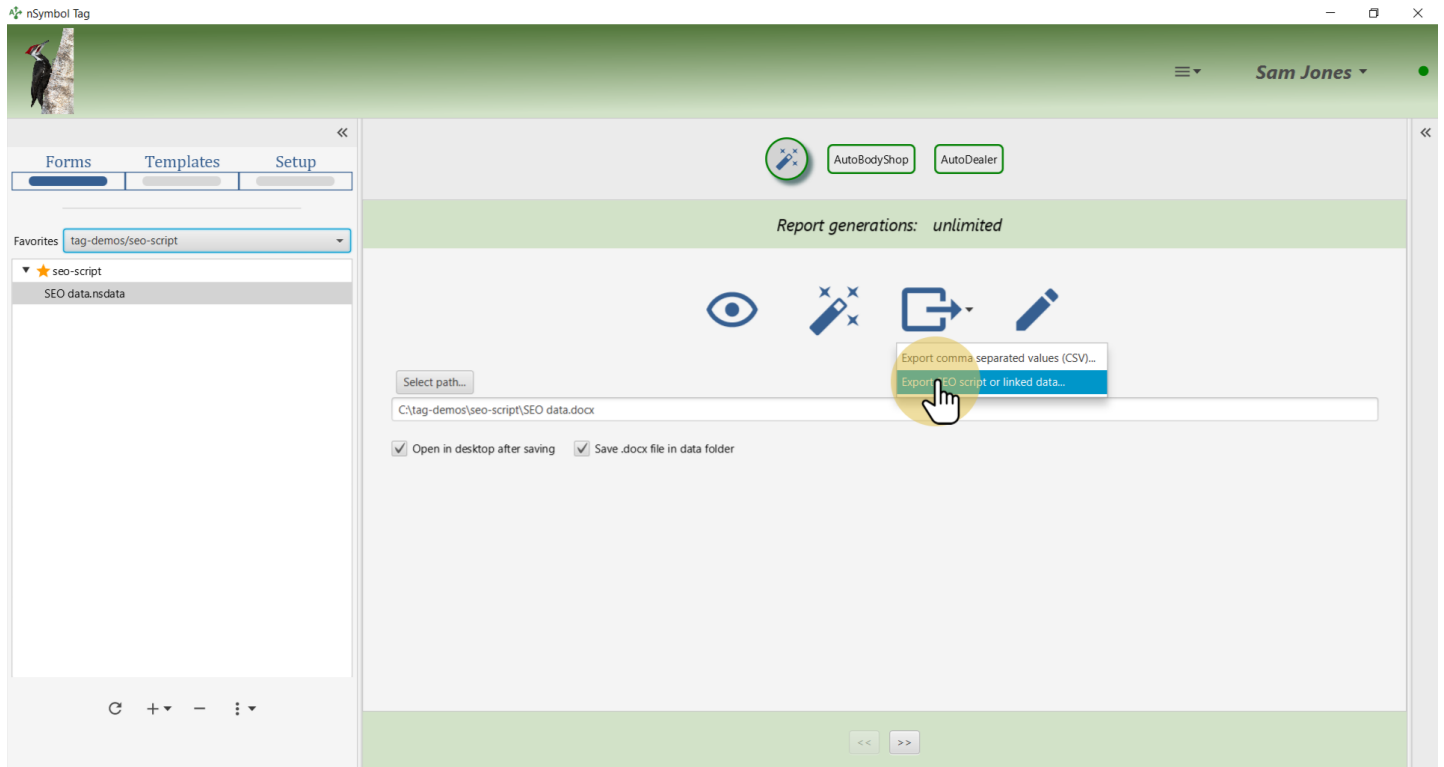 nSymbol Tag
Sam Jones
Forms Templates Setup
Favorites tag-demos/seo-script
seo-script
SEO data.nsdata
AutoBodyShop AutoDealer
Report generations: unlimited
Export comma separated values (CSV)...
Export SEO script or linked data...
Select path...
C:\tag-demos\seo-script\SEO data.docx
Open in desktop after saving Save .docx file in data folder
<< >>